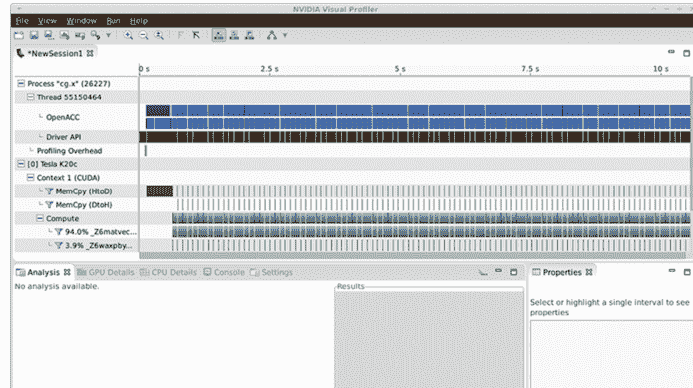 NVIDIA Visual Profiler
File View Window Run Help
*NewSession1
0 s 2.5 s 5 s 7.5 s 10 s
Process "cg.x" (26227)
Thread 55150464
OpenACC
Driver API
Profiling Overhead
[0] Tesla K20c
Context 1 (CUDA)
MemCpy (HtoD)
MemCpy (DtoH)
Compute
94.0% _Z6matvec...
3.9% _Z6waxpby...
Analysis GPU Details CPU Details Console Settings
Properties
No analysis available.
Results
Select or highlight a single interval to see
properties